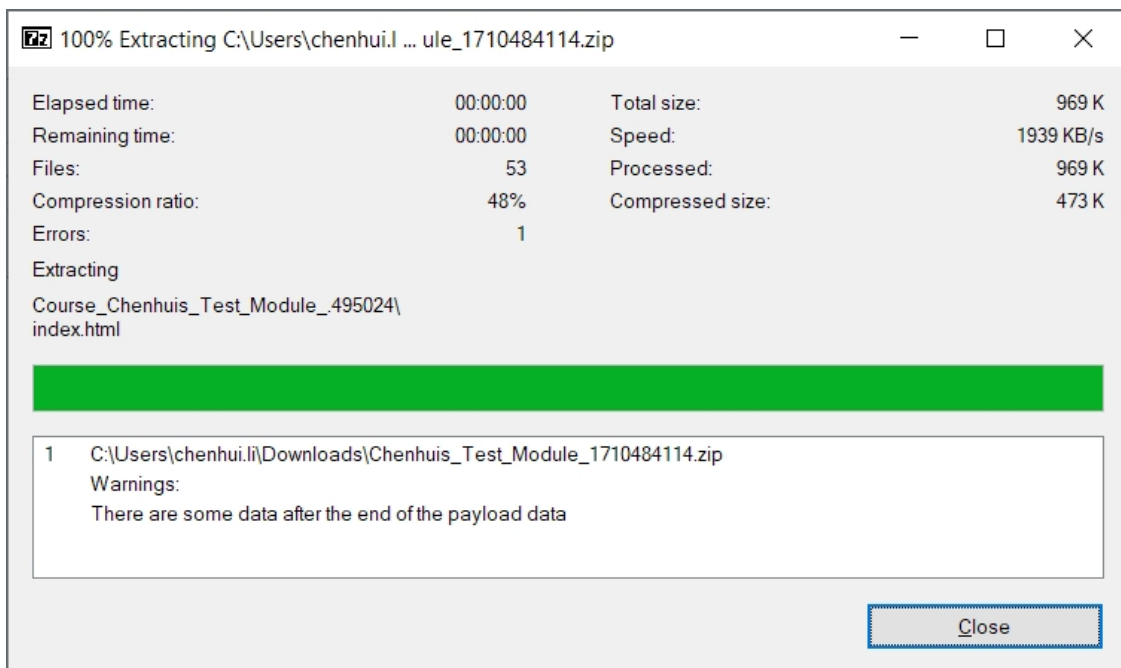 7z 100% Extracting C:\Users\chenhui.l ... ule_1710484114.zip
Elapsed time: 00:00:00 Total size: 969 K
Remaining time: 00:00:00 Speed: 1939 KB/s
Files: 53 Processed: 969 K
Compression ratio: 48% Compressed size: 473 K
Errors: 1
Extracting
Course_Chenhuis_Test_Module_.495024\
index.html
1 C:\Users\chenhui.li\Downloads\Chenhuis_Test_Module_1710484114.zip
Warnings:
There are some data after the end of the payload data
Close